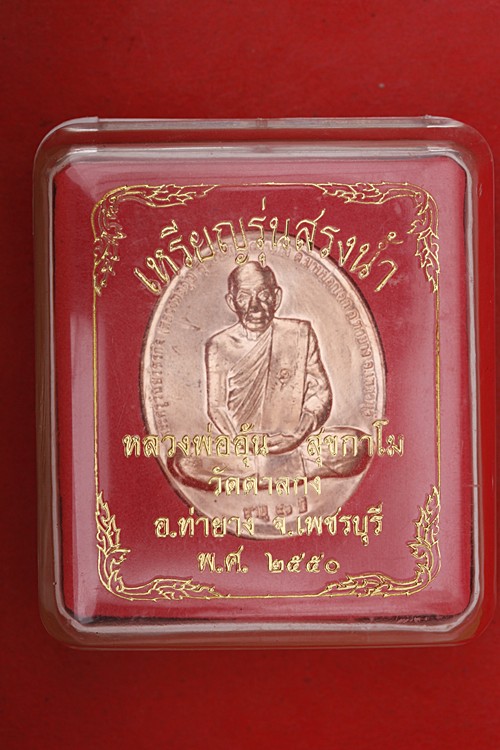 เหรียญรุ่นสรงน้ำ
หลวงพ่ออุ้น สุขกาโม
วัดตาลกง
อ.ท่ายาง จ.เพชรบุรี
พ.ศ. ๒๕๕๐